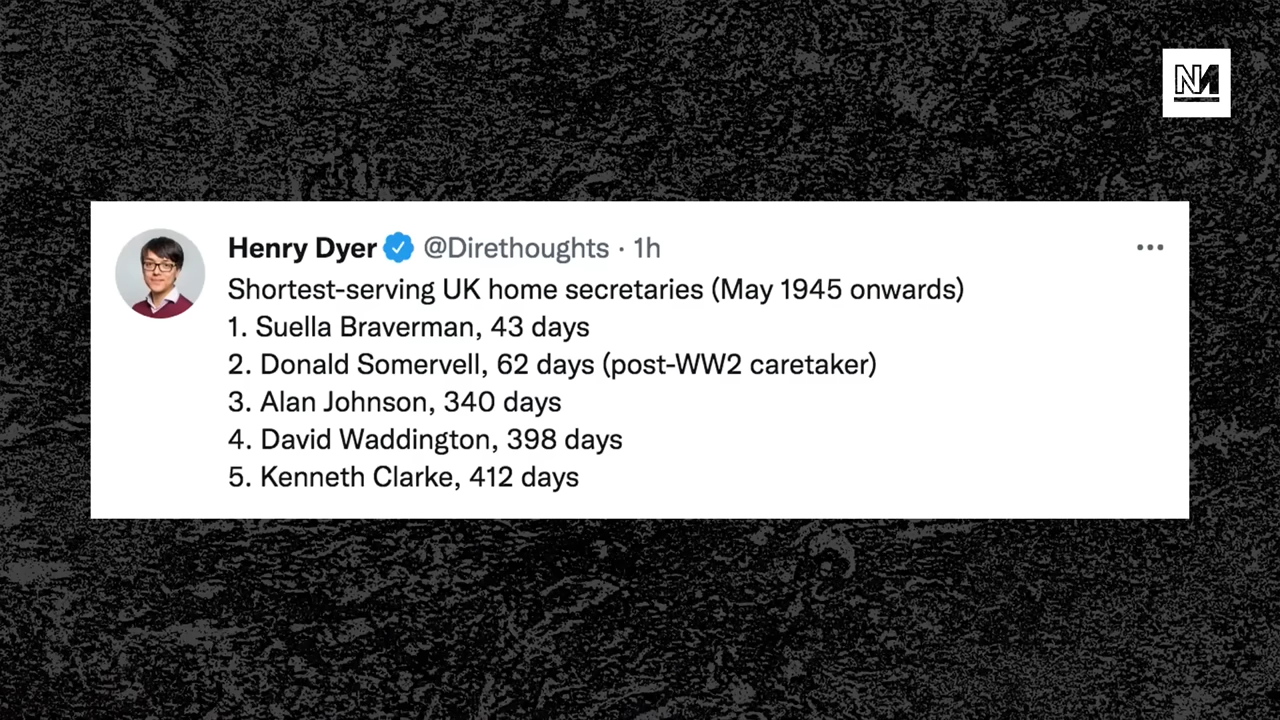 NM
Henry Dyer @Direthoughts · 1h
Shortest-serving UK home secretaries (May 1945 onwards)
1. Suella Braverman, 43 days
2. Donald Somervell, 62 days (post-WW2 caretaker)
3. Alan Johnson, 340 days
4. David Waddington, 398 days
5. Kenneth Clarke, 412 days